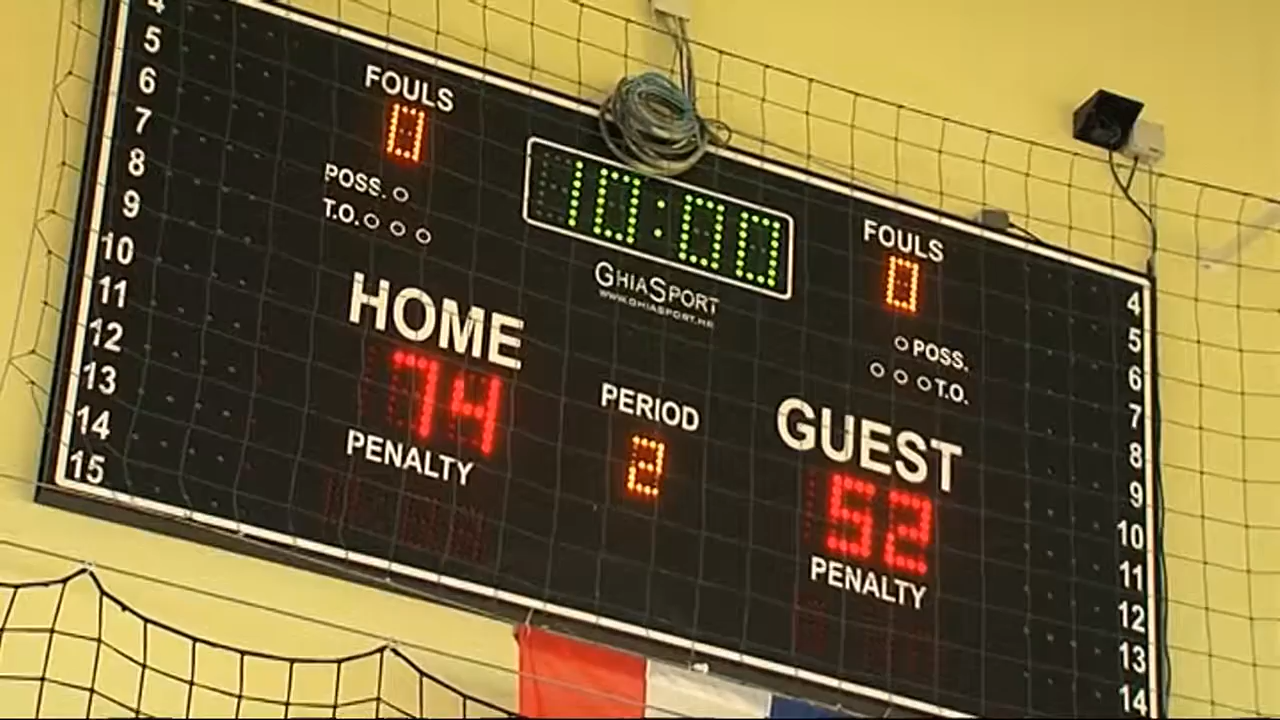 4
5
6
7
8
9
10
11
12
13
14
15
FOULS
0
POSS.
T.O.
10:00
GHIASPORT
WWW.GHIASPORT.HR
HOME
74
PENALTY
PERIOD
2
FOULS
0
POSS.
T.O.
GUEST
52
PENALTY
4
5
6
7
8
9
10
11
12
13
14